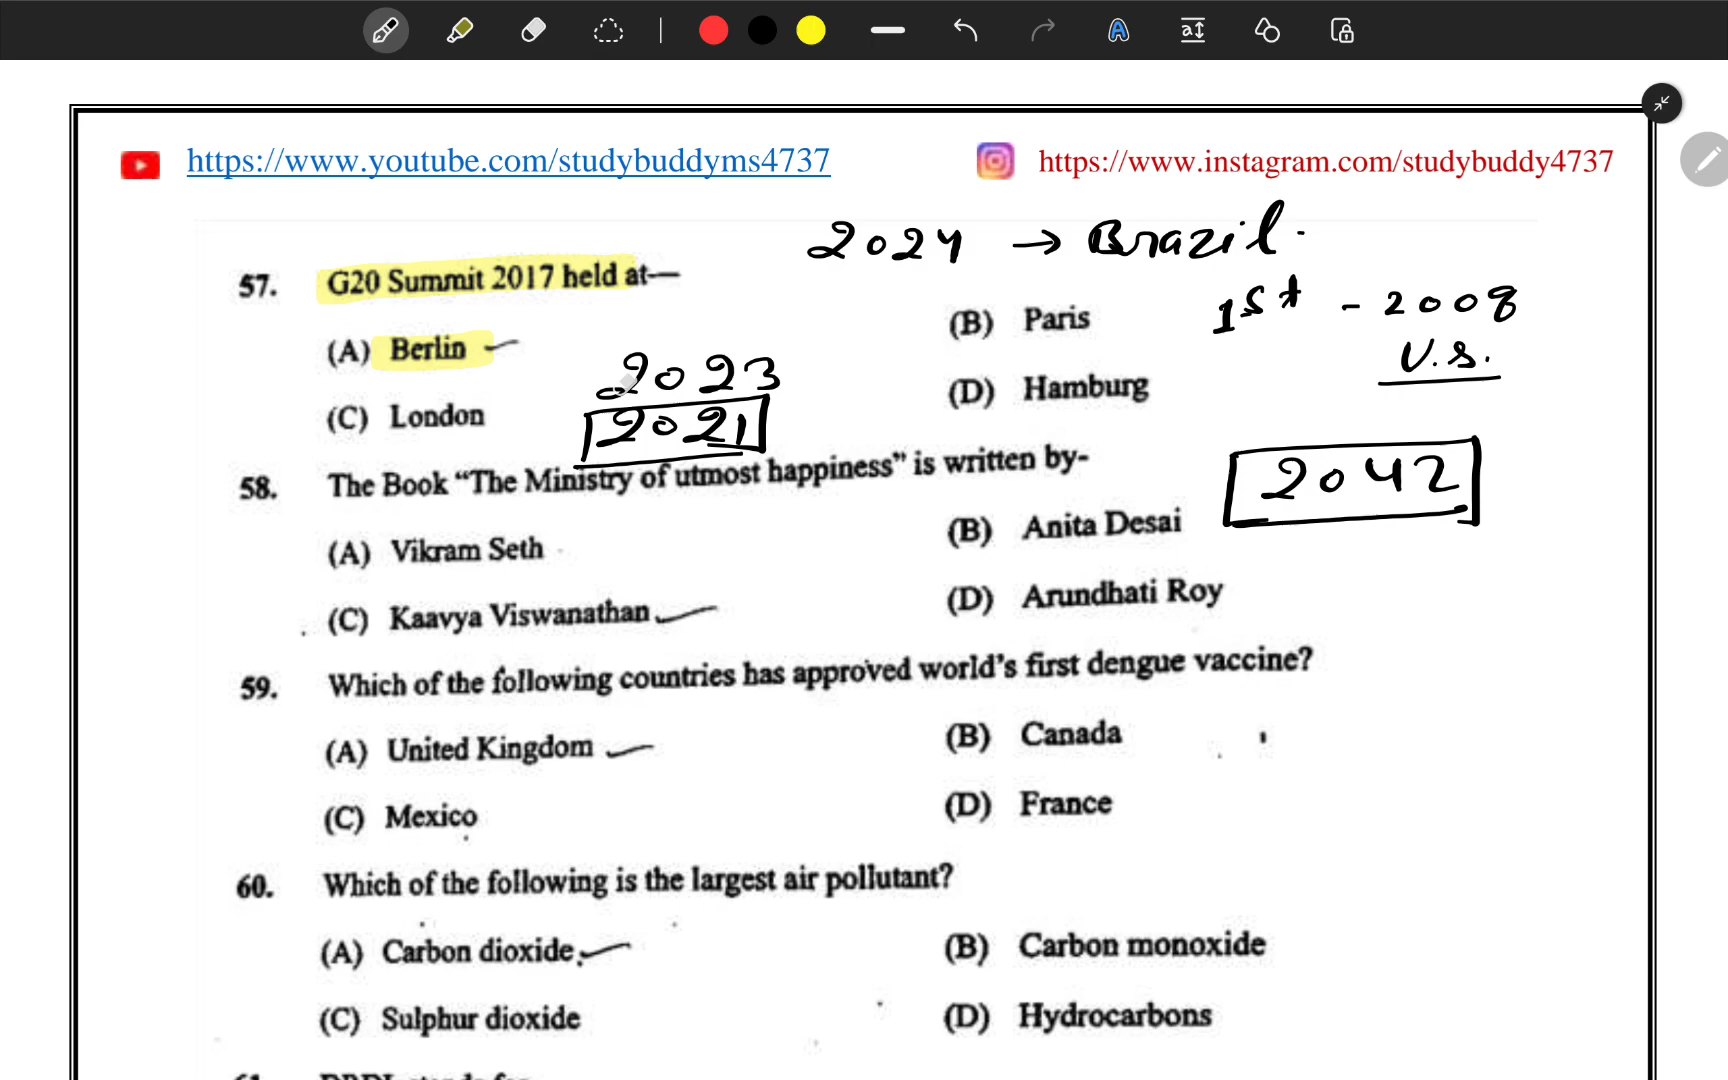 https://www.youtube.com/studybuddyms4737 https://www.instagram.com/studybuddy4737
2024 → Brazil.
57. G20 Summit 2017 held at—
1st - 2008
U.S.
(A) Berlin (B) Paris
2023
(C) London (D) Hamburg
2021
58. The Book “The Ministry of utmost happiness” is written by-
2042
(A) Vikram Seth (B) Anita Desai
(C) Kaavya Viswanathan (D) Arundhati Roy
59. Which of the following countries has approved world’s first dengue vaccine?
(A) United Kingdom (B) Canada
(C) Mexico (D) France
60. Which of the following is the largest air pollutant?
(A) Carbon dioxide (B) Carbon monoxide
(C) Sulphur dioxide (D) Hydrocarbons